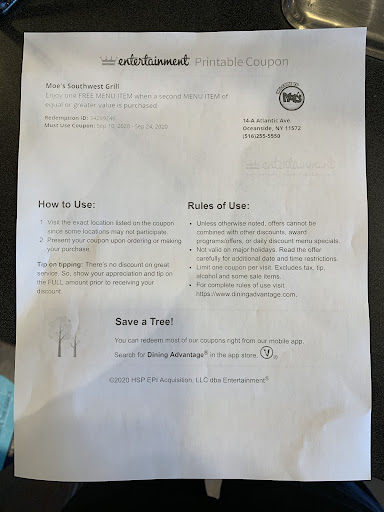 entertainment Printable Coupon
Moe's Southwest Grill
Enjoy one FREE MENU ITEM when a second MENU ITEM of
equal or greater value is purchased.
Redemption ID:
Must Use Coupon: Sep 10, 2020 - Sep 24, 2020
MOE'S
14-A Atlantic Ave.
Oceanside, NY 11572
(516)255-5550
entertainment
How to Use:
1. Visit the exact location listed on the coupon
since some locations may not participate.
2. Present your coupon upon ordering or making
your purchase.
Tip on tipping: There's no discount on great
service. So, show your appreciation and tip on
the FULL amount prior to receiving your
discount.
Rules of Use:
• Unless otherwise noted, offers cannot be
combined with other discounts, award
programs/offers, or daily discount menu specials.
• Not valid on major holidays. Read the offer
carefully for additional date and time restrictions.
• Limit one coupon per visit. Excludes tax, tip,
alcohol and some sale items.
• For complete rules of use visit
https://www.diningadvantage.com.
Save a Tree!
You can redeem most of our coupons right from our mobile app.
Search for Dining Advantage® in the app store.
©2020 HSP EPI Acquisition, LLC dba Entertainment®